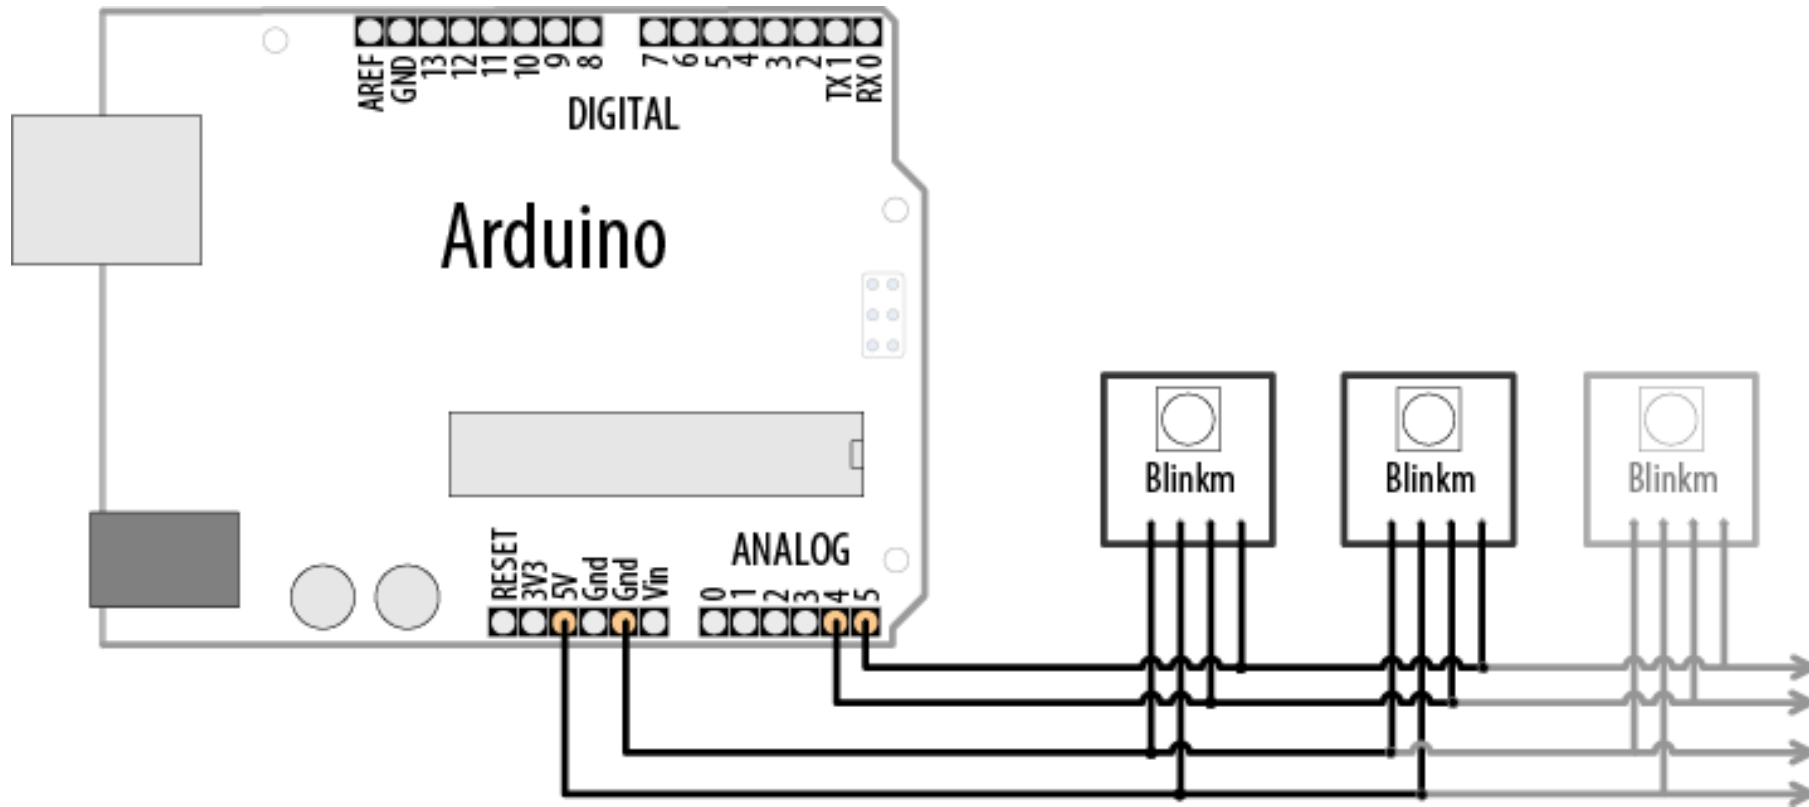 AREF
GND
13
12
11
10
9
8
7
6
5
4
3
2
TX 1
RX 0
DIGITAL
Arduino
Blinkm
Blinkm
Blinkm
RESET
3V3
5V
Gnd
Gnd
Vin
ANALOG
0
1
2
3
4
5